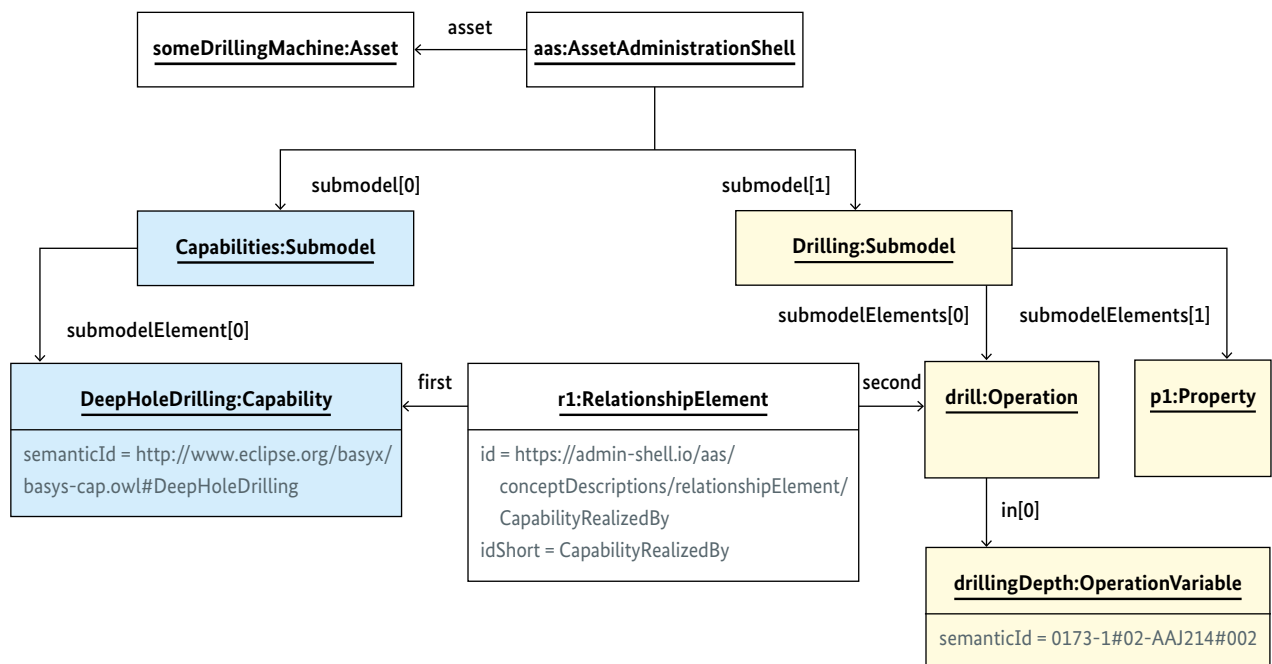 asset
someDrillingMachine:Asset
aas:AssetAdministrationShell
submodel[0]
submodel[1]
Capabilities:Submodel
Drilling:Submodel
submodelElement[0]
submodelElements[0]
submodelElements[1]
DeepHoleDrilling:Capability
semanticId = http://www.eclipse.org/basyx/
basys-cap.owl#DeepHoleDrilling
first
r1:RelationshipElement
id = https://admin-shell.io/aas/
conceptDescriptions/relationshipElement/
CapabilityRealizedBy
idShort = CapabilityRealizedBy
second
drill:Operation
p1:Property
in[0]
drillingDepth:OperationVariable
semanticId = 0173-1#02-AAJ214#002